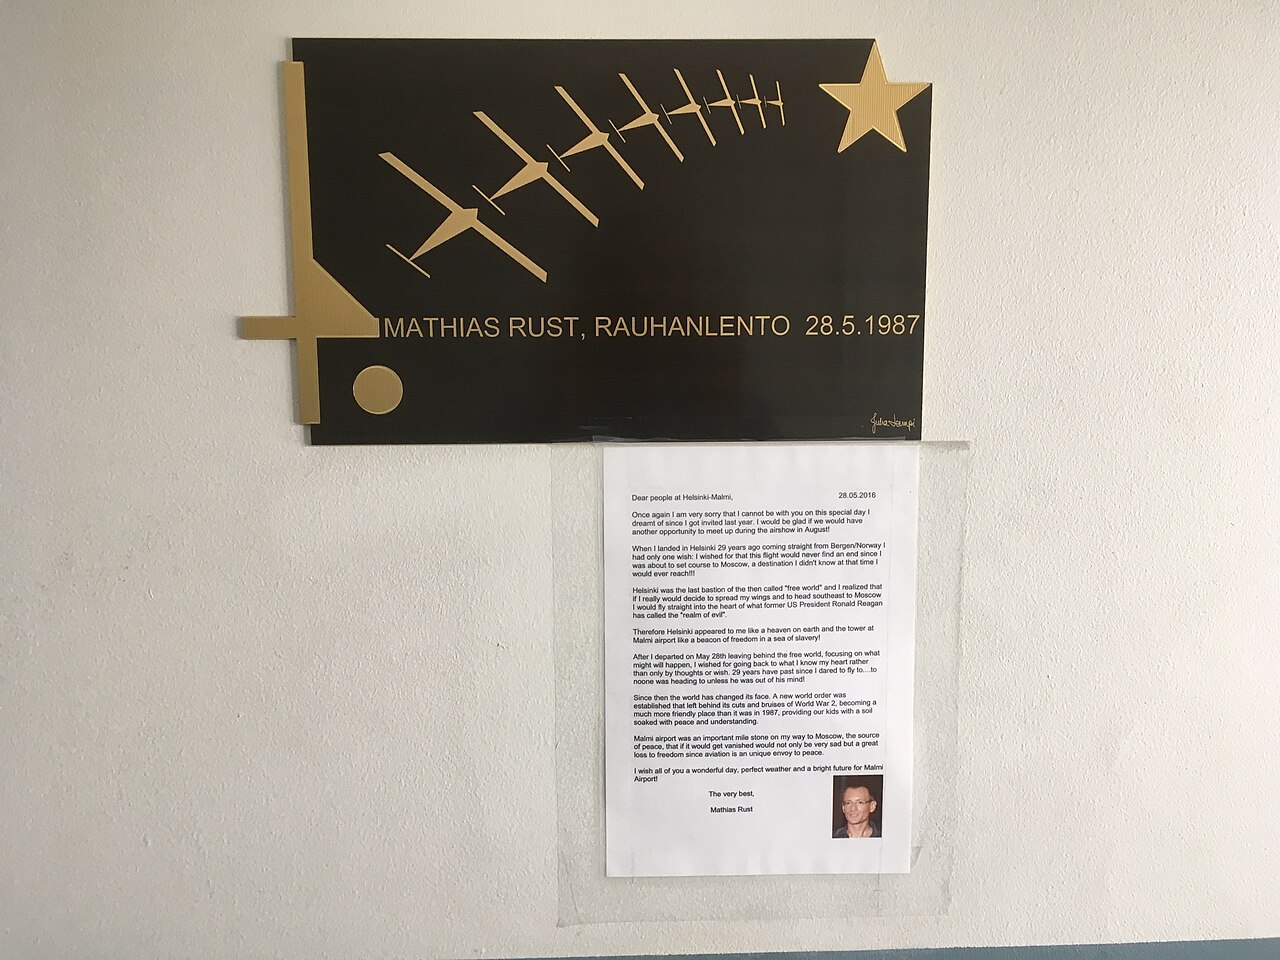 MATHIAS RUST, RAUHANLENTO 28.5.1987
Dear people at Helsinki-Malmi, 28.05.2016
Once again I am very sorry that I cannot be with you on this special day I
dreamt of since I got invited last year. I would be glad if we would have
another opportunity to meet up during the airshow in August!
When I landed in Helsinki 29 years ago coming straight from Bergen/Norway I
had only one wish: I wished for that this flight would never find an end since I
was about to set course to Moscow, a destination I didn't know at that time I
would ever reach!!!
Helsinki was the last bastion of the then called "free world" and I realized that
if I really would decide to spread my wings and to head southeast to Moscow
I would fly straight into the heart of what former US President Ronald Reagan
has called the "realm of evil".
Therefore Helsinki appeared to me like a heaven on earth and the tower at
Malmi airport like a beacon of freedom in a sea of slavery!
After I departed on May 28th leaving behind the free world, focusing on what
might will happen, I wished for going back to what I know my heart rather
than only by thoughts or wish. 29 years have past since I dared to fly to....to
noone was heading to unless he was out of his mind!
Since then the world has changed its face. A new world order was
established that left behind its cuts and bruises of World War 2, becoming a
much more friendly place than it was in 1987, providing our kids with a soil
soaked with peace and understanding.
Malmi airport was an important mile stone on my way to Moscow, the source
of peace, that if it would get vanished would not only be very sad but a great
loss to freedom since aviation is an unique envoy to peace.
I wish all of you a wonderful day, perfect weather and a bright future for Malmi
Airport!
The very best,
Mathias Rust